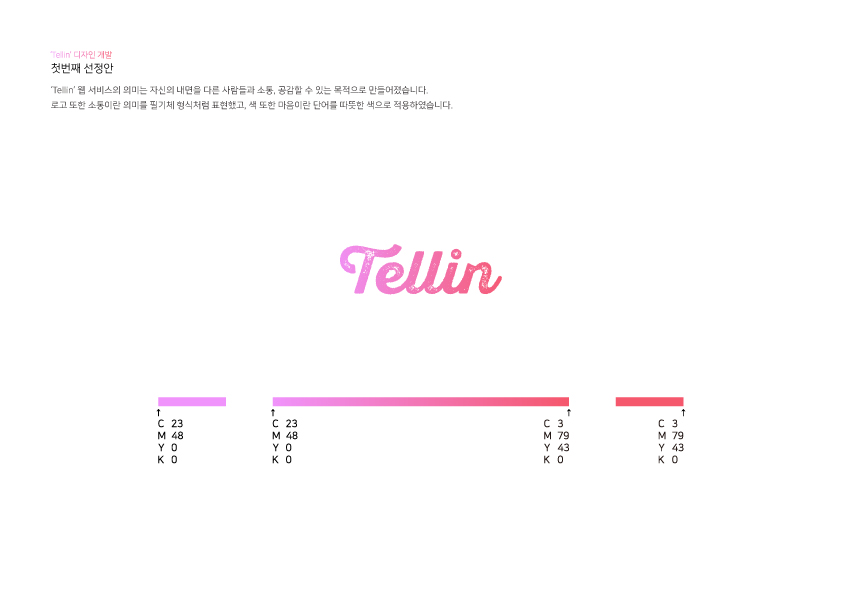 'Tellin' 디자인 개발
첫번째 선정안
'Tellin' 웹 서비스의 의미는 자신의 내면을 다른 사람들과 소통, 공감할 수 있는 목적으로 만들어졌습니다.
로고 또한 소통이란 의미를 필기체 형식처럼 표현했고, 색 또한 마음이란 단어를 따뜻한 색으로 적용하였습니다.
Tellin
C 23
M 48
Y 0
K 0
C 23
M 48
Y 0
K 0
C 3
M 79
Y 43
K 0
C 3
M 79
Y 43
K 0